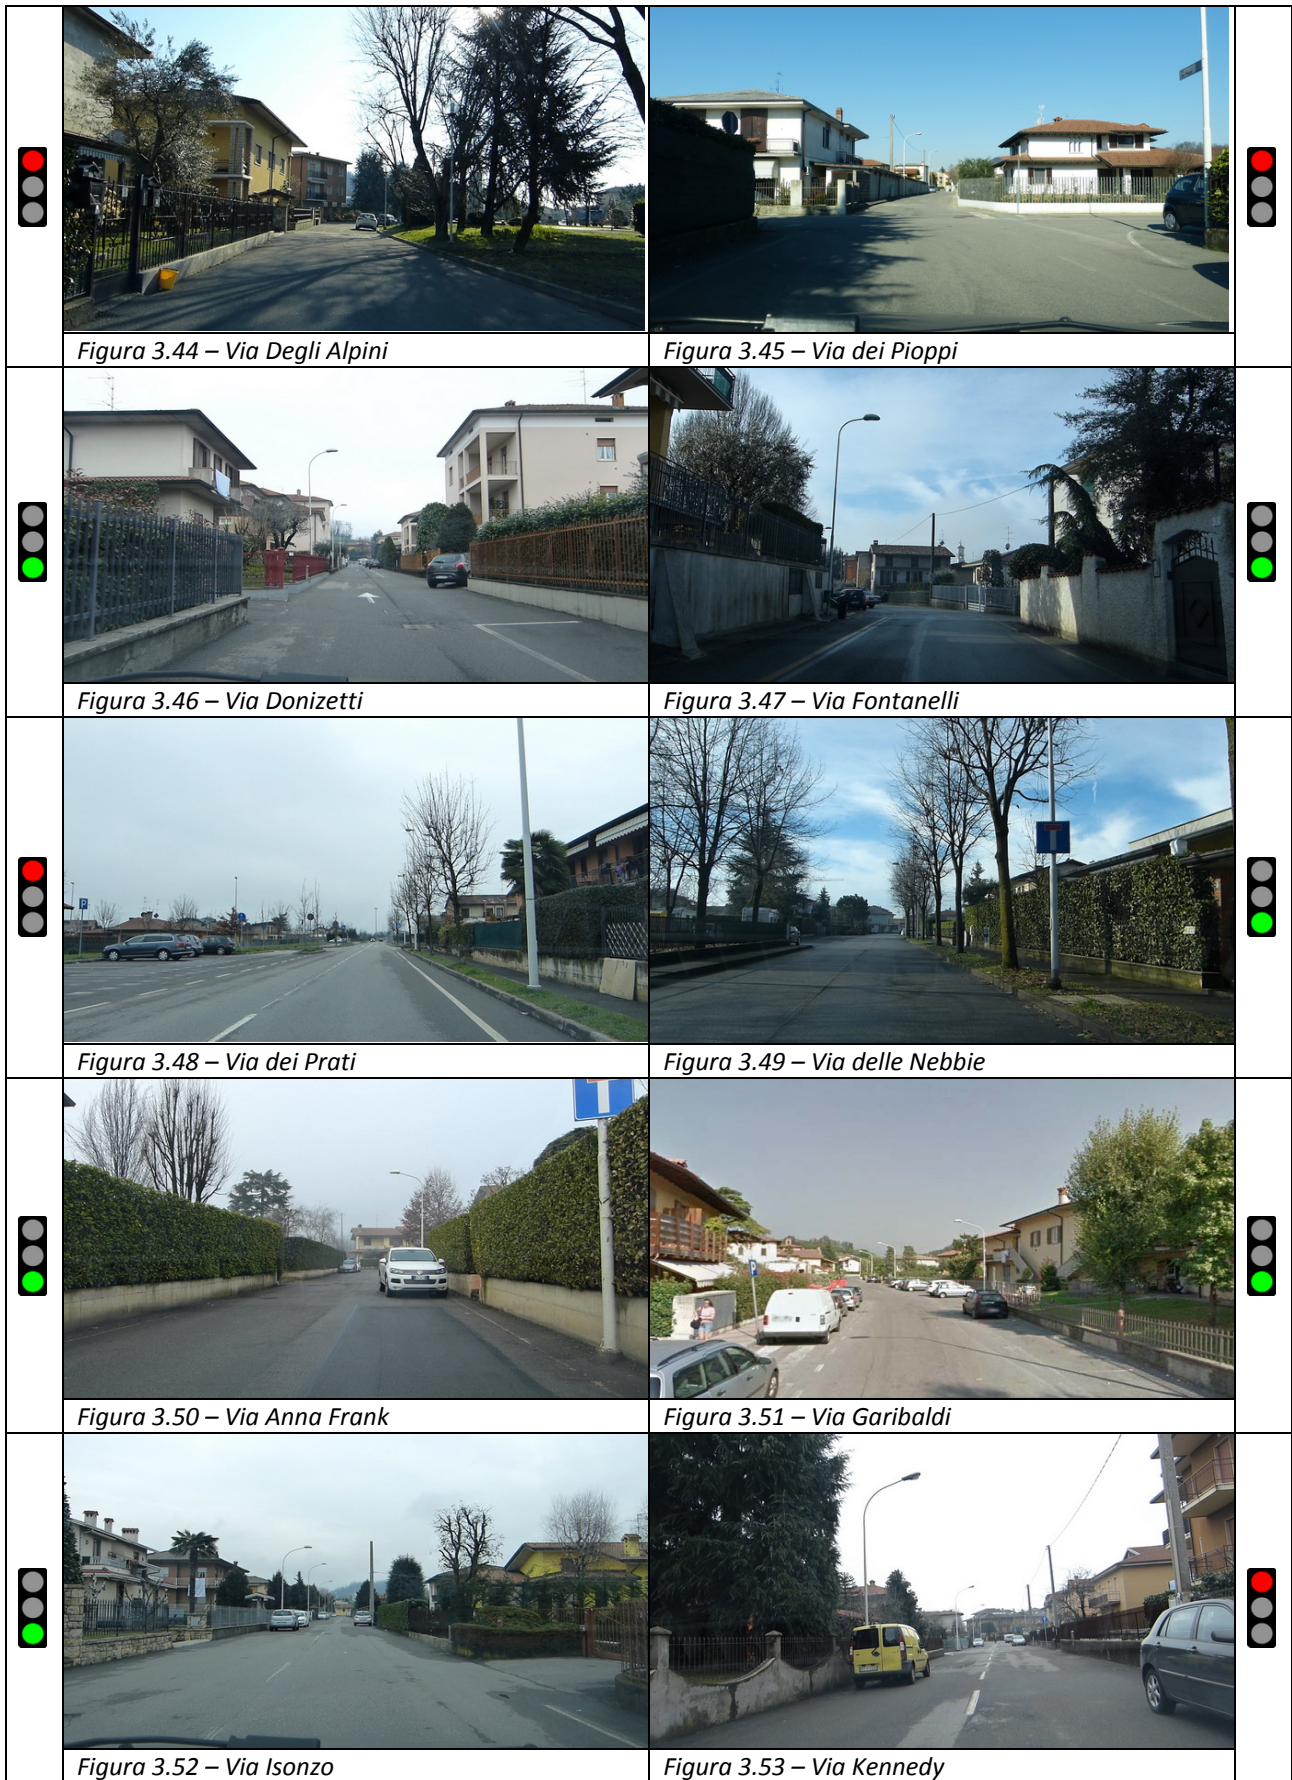 Figura 3.44 – Via Degli Alpini
Figura 3.45 – Via dei Pioppi
Figura 3.46 – Via Donizetti
Figura 3.47 – Via Fontanelli
Figura 3.48 – Via dei Prati
Figura 3.49 – Via delle Nebbie
Figura 3.50 – Via Anna Frank
Figura 3.51 – Via Garibaldi
Figura 3.52 – Via Isonzo
Figura 3.53 – Via Kennedy